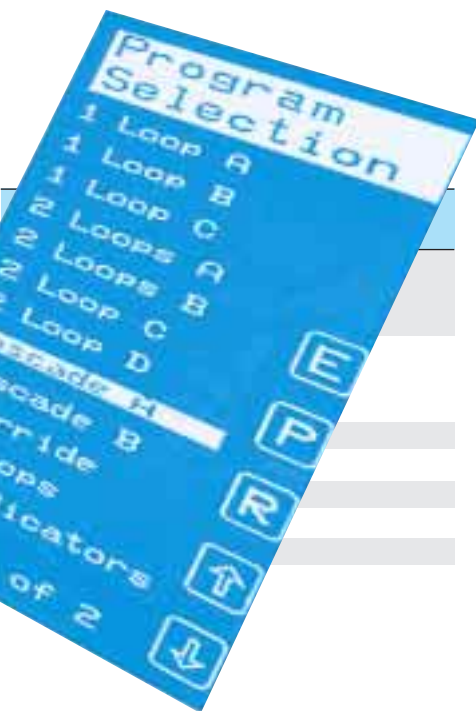 Program
Selection
1 Loop A
1 Loop B
1 Loop C
2 Loops A
2 Loops B
2 Loop C
2 Loop D
scade A
scade B
rride
ops
icators
of 2
E
P
R